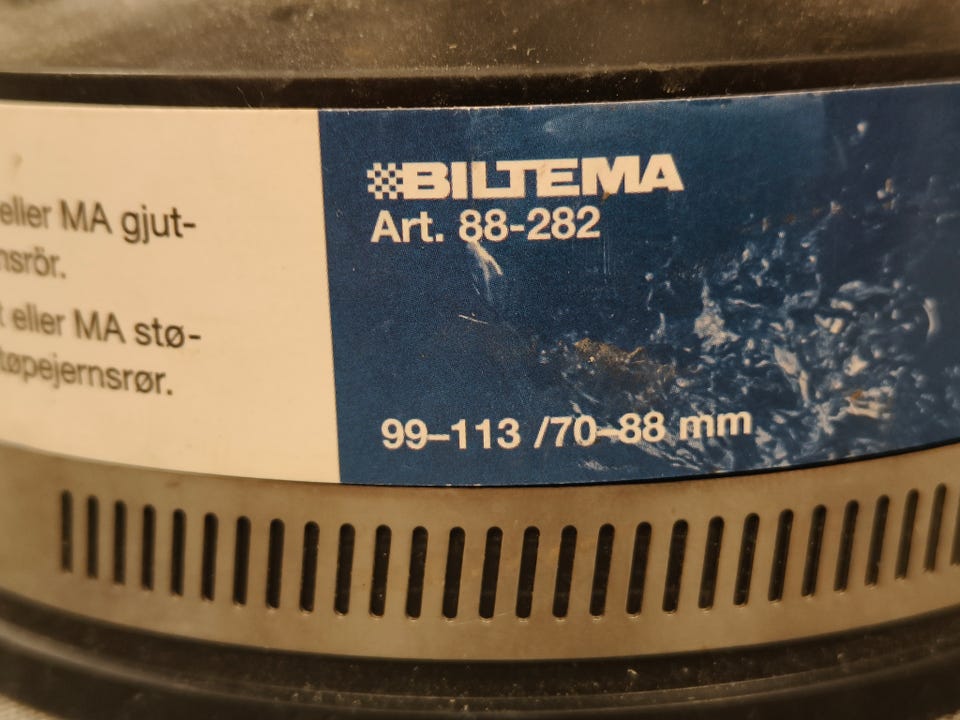 eller MA gjut-
nsrör.
t eller MA stø-
tøpejernsrør.
BILTEMA
Art. 88-282
99–113 /70–88 mm